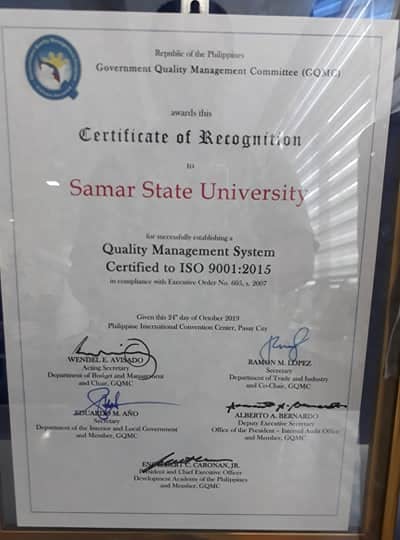 Republic of the Philippines
Government Quality Management Committee (GQMC)
awards this
Certificate of Recognition
to
Samar State University
for successfully establishing a
Quality Management System
Certified to ISO 9001:2015
in compliance with Executive Order No. 605, s. 2007
Given this 24th day of October 2019
Philippine International Convention Center, Pasay City
WENDEL E. AVISADO
Acting Secretary
Department of Budget and Management
and Chair, GQMC
RAMON M. LOPEZ
Secretary
Department of Trade and Industry
and Co-Chair, GQMC
EDUARDO M. AÑO
Secretary
Department of the Interior and Local Government
and Member, GQMC
ALBERTO A. BERNARDO
Deputy Executive Secretary
Office of the President – Internal Audit Office
and Member, GQMC
ENGELBERT C. CARONAN, JR.
President and Chief Executive Officer
Development Academy of the Philippines
and Member, GQMC